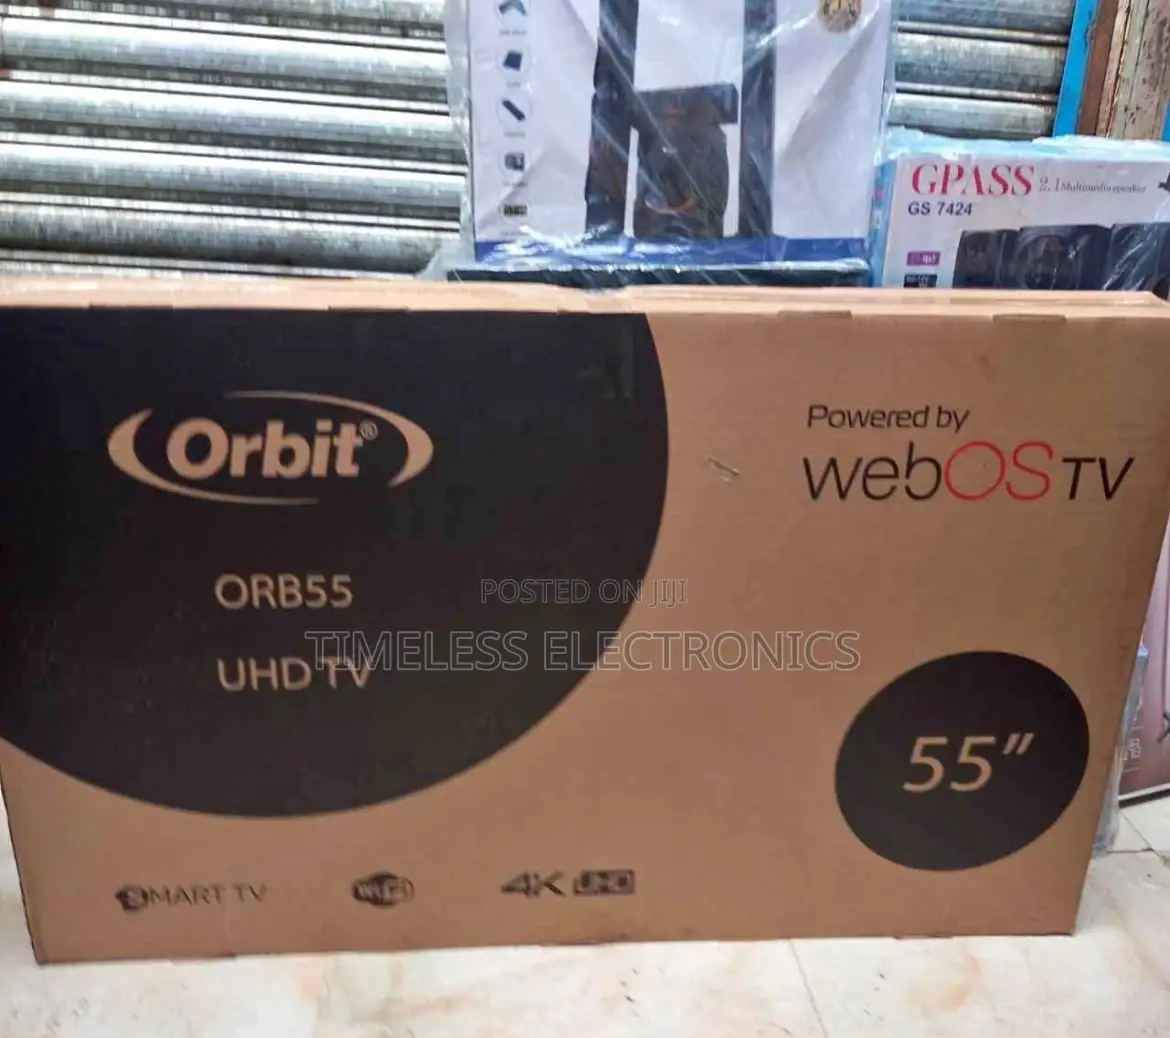 GPASS 2.1 Multimedia speaker
GS 7424
Orbit®
Powered by
webOS TV
ORB55
UHD TV
POSTED ON JIJI
TIMELESS ELECTRONICS
55"
SMART TV
WiFi
4K UHD